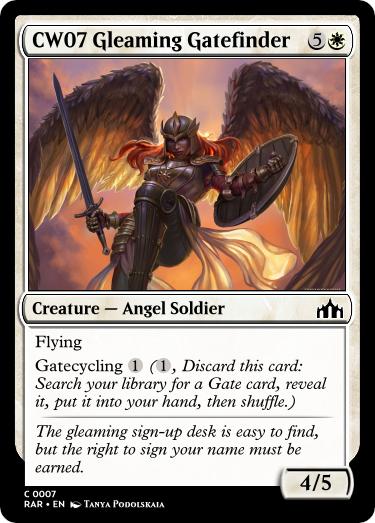 CW07 Gleaming Gatefinder 5
Creature — Angel Soldier
Flying
Gatecycling 1 (1, Discard this card:
Search your library for a Gate card, reveal
it, put it into your hand, then shuffle.)
The gleaming sign-up desk is easy to find,
but the right to sign your name must be
earned.
4/5
C 0007
RAR • EN Tanya Podolskaia